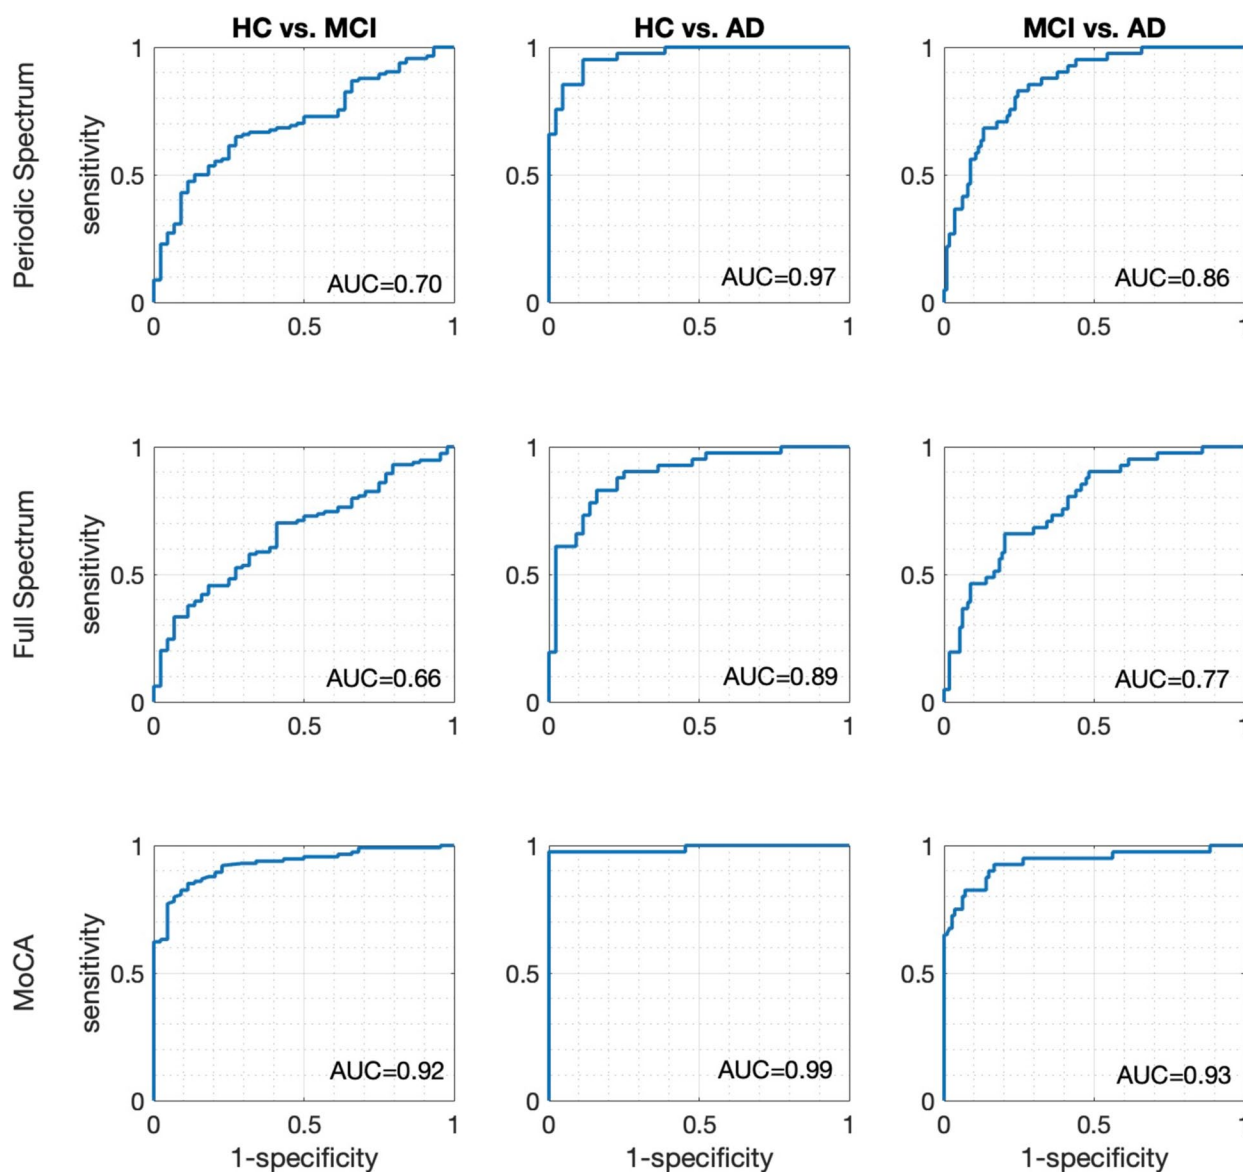 HC vs. MCI HC vs. AD MCI vs. AD
Periodic Spectrum
sensitivity
1
0.5
0
AUC=0.70
0 0.5 1
1
0.5
0
AUC=0.97
0 0.5 1
1
0.5
0
AUC=0.86
0 0.5 1
Full Spectrum
sensitivity
1
0.5
0
AUC=0.66
0 0.5 1
1
0.5
0
AUC=0.89
0 0.5 1
1
0.5
0
AUC=0.77
0 0.5 1
MoCA
sensitivity
1
0.5
0
AUC=0.92
0 0.5 1
1-specificity
1
0.5
0
AUC=0.99
0 0.5 1
1-specificity
1
0.5
0
AUC=0.93
0 0.5 1
1-specificity